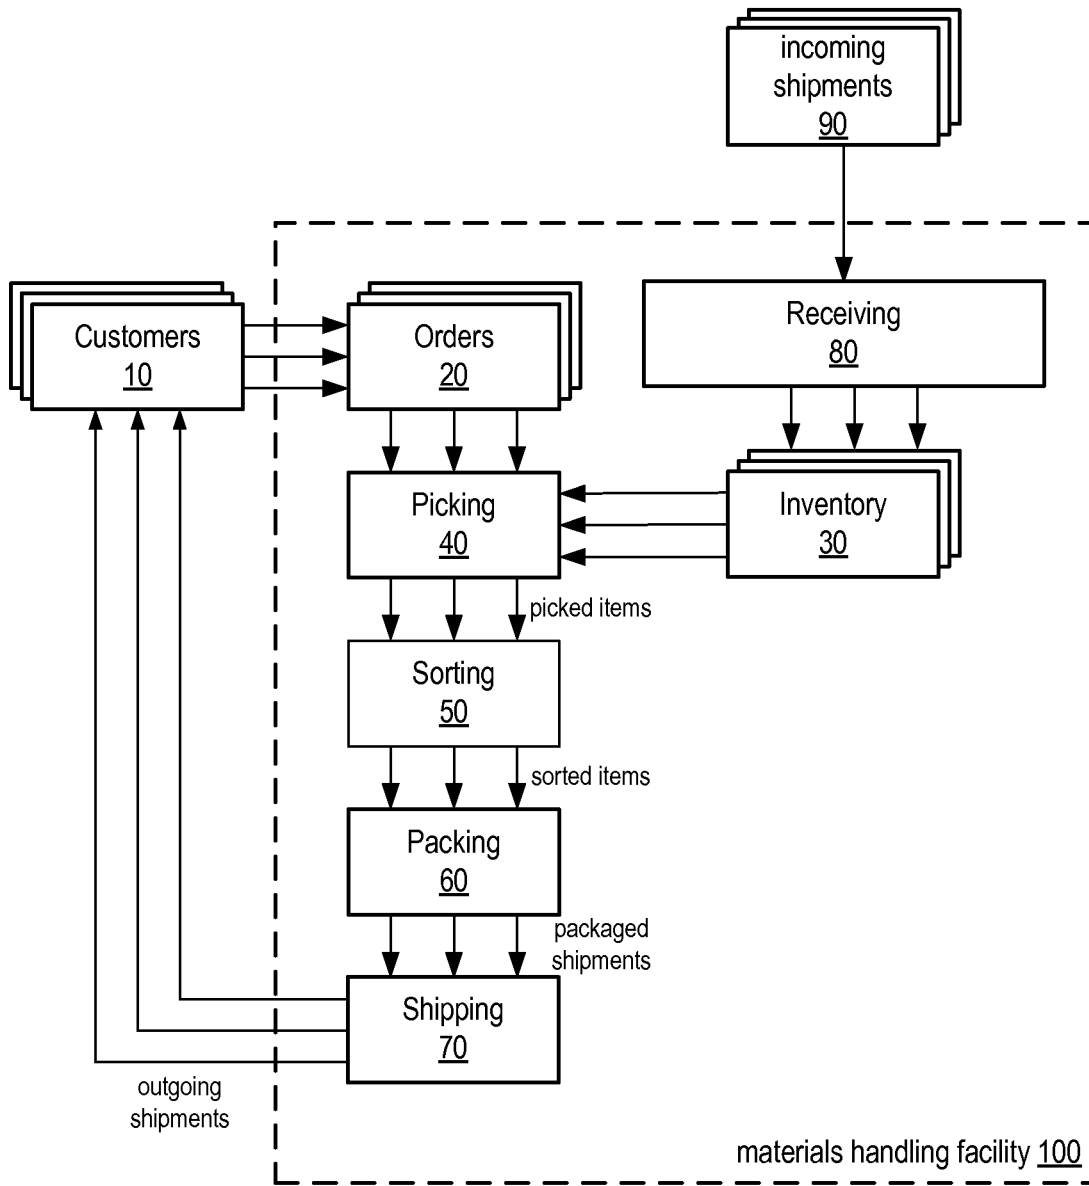 incoming
shipments
90
Receiving
80
Customers
10
Orders
20
Picking
40
Inventory
30
picked items
Sorting
50
sorted items
Packing
60
packaged
shipments
Shipping
70
outgoing
shipments
materials handling facility 100